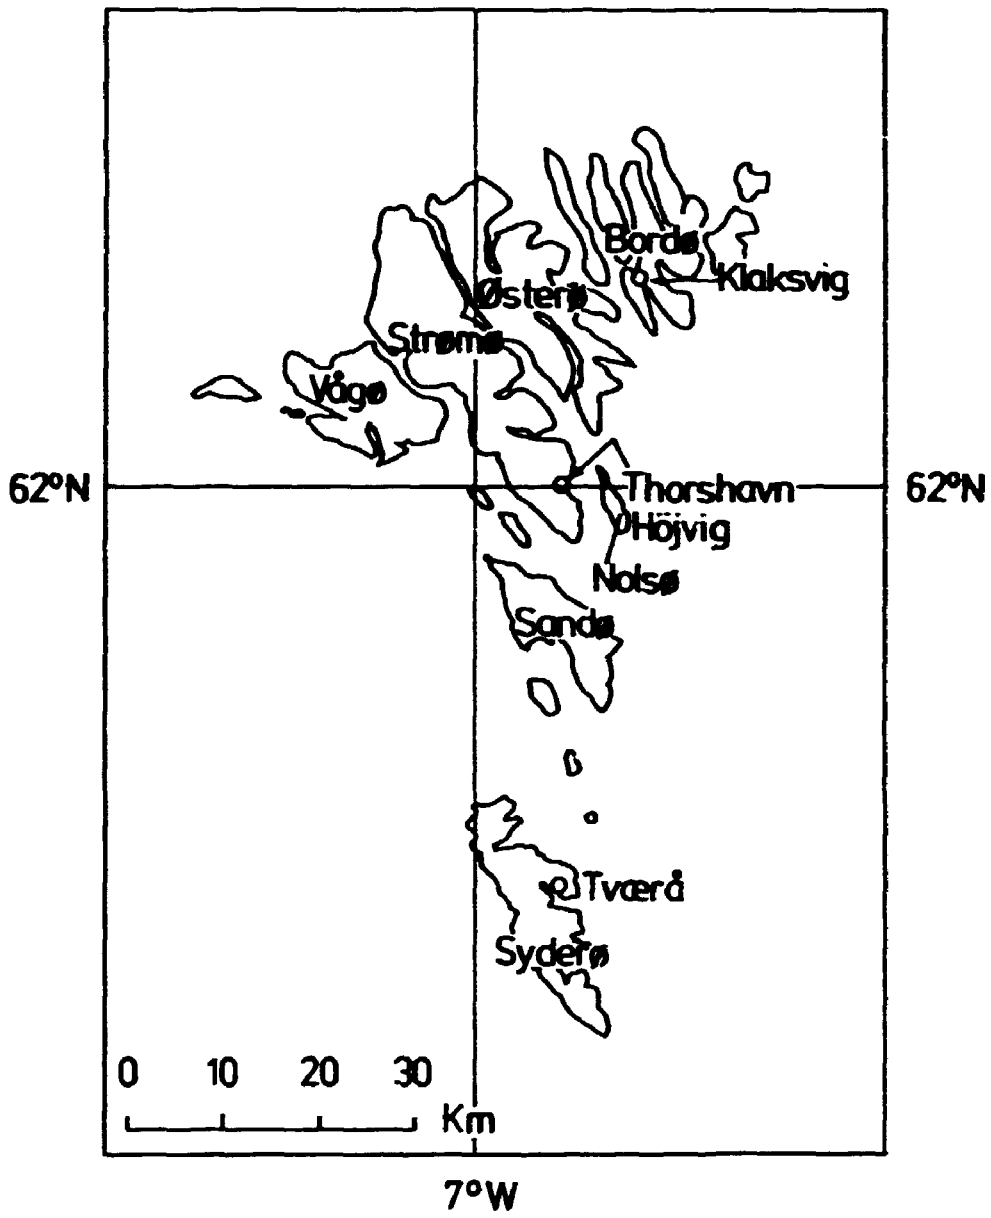 Bordø
Klaksvig
Østerø
Strømø
Vågø
62°N
62°N
Thorshavn
Höjvig
Nolsø
Sandø
Tværå
Syderø
0 10 20 30
Km
7°W